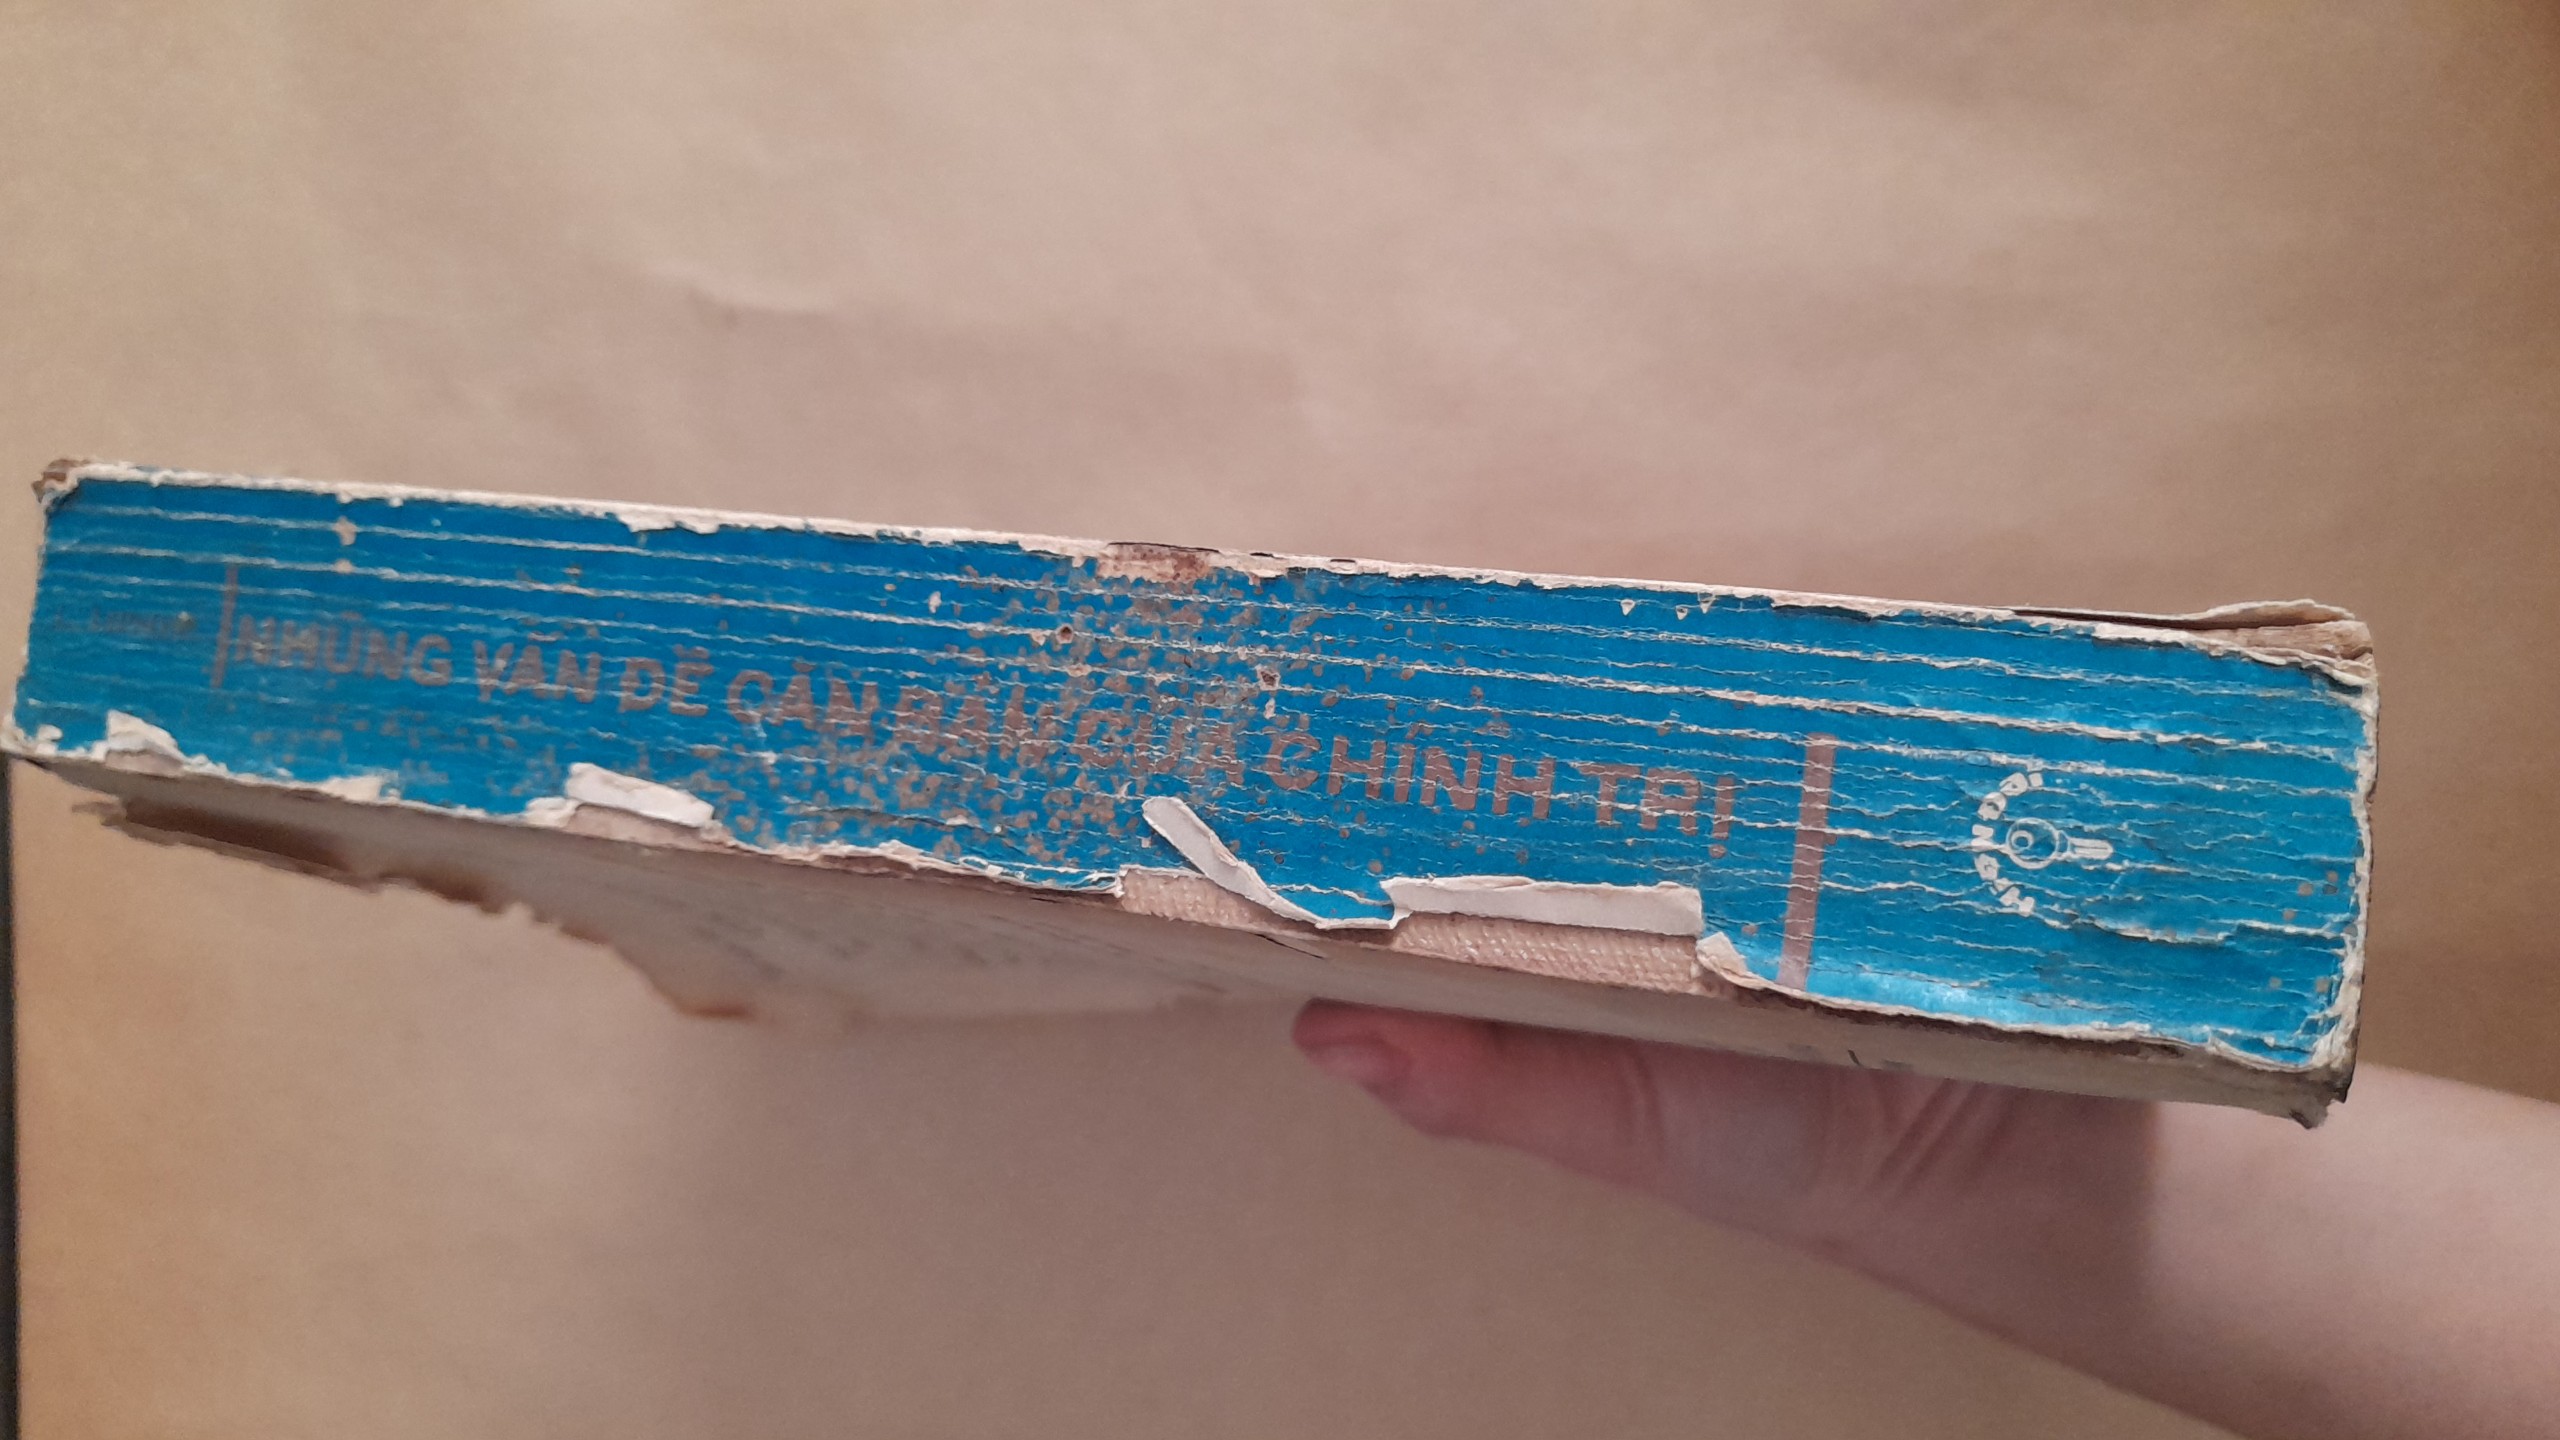 NHỮNG VẤN ĐỀ CĂN BẢN CỦA CHÍNH TRỊ